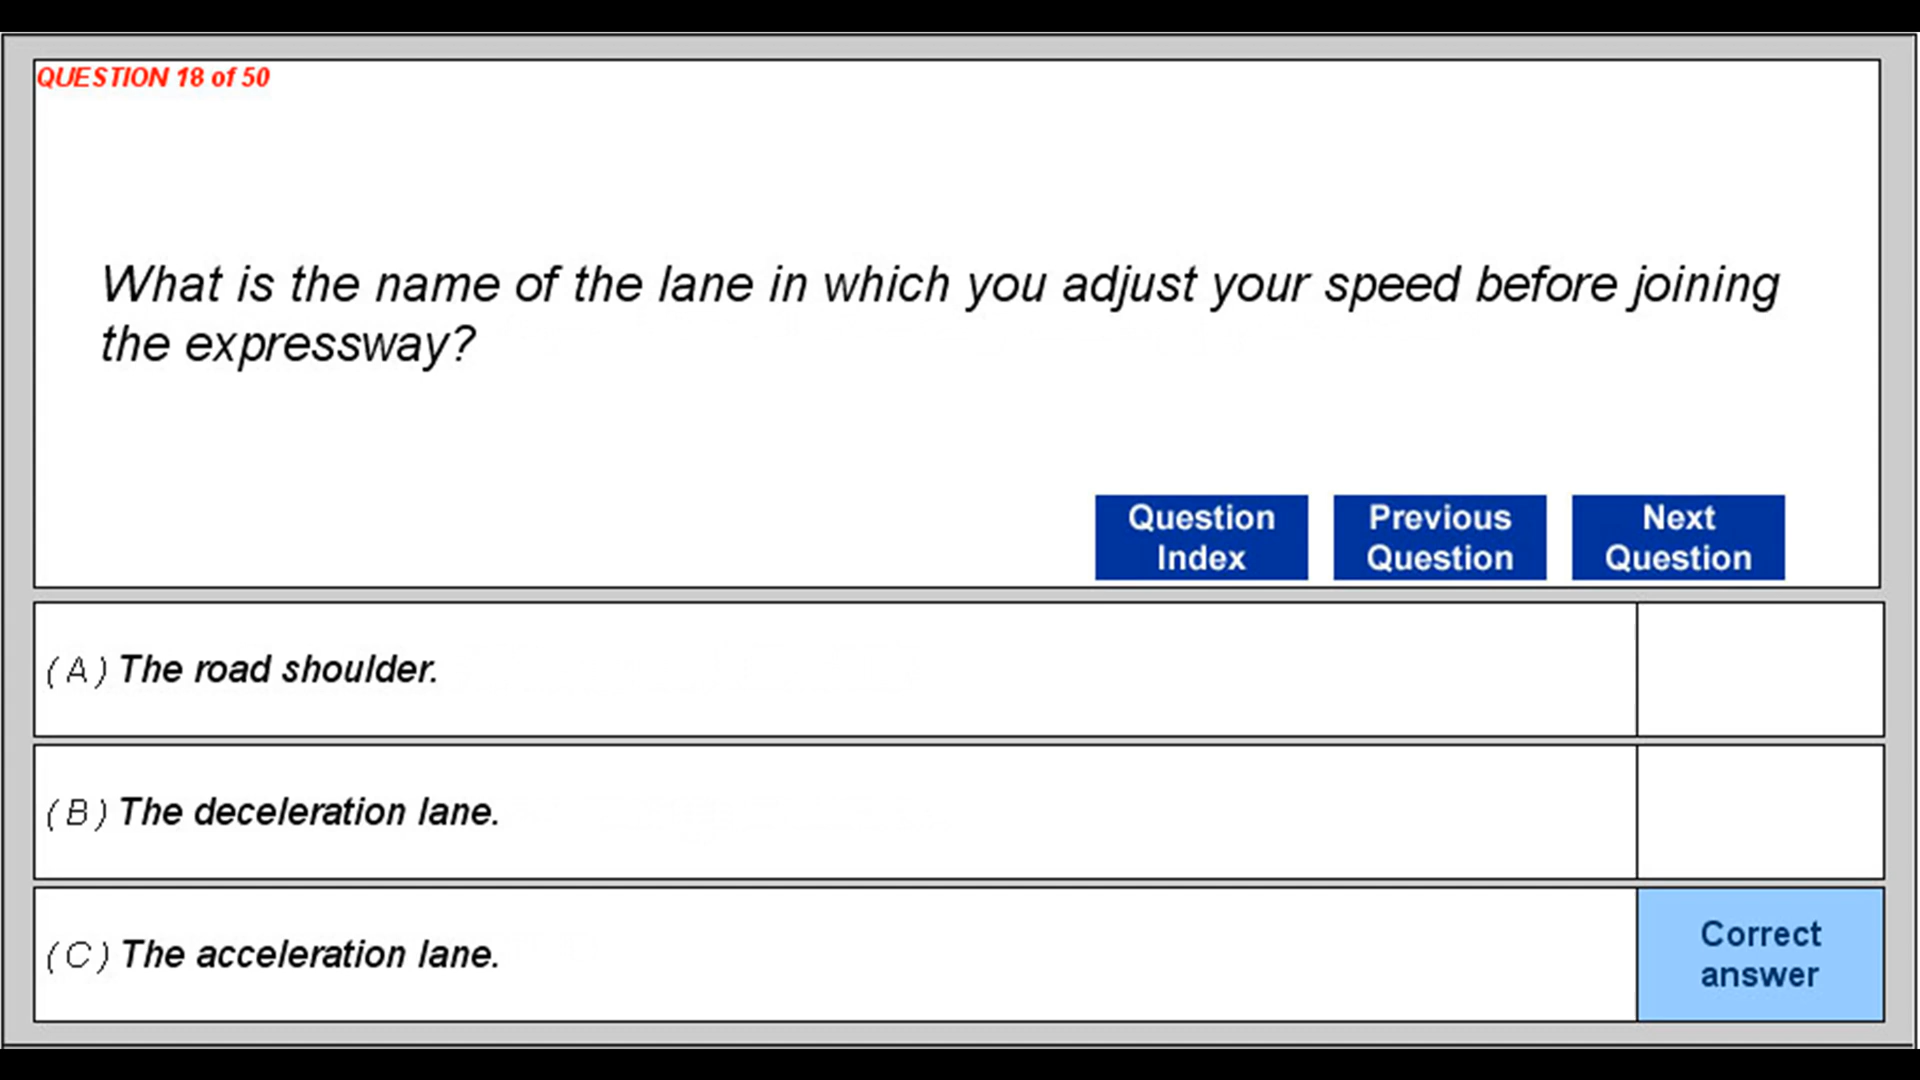 QUESTION 18 of 50
What is the name of the lane in which you adjust your speed before joining
the expressway?
Question
Index
Previous
Question
Next
Question
(A) The road shoulder.
(B) The deceleration lane.
(C) The acceleration lane.
Correct
answer